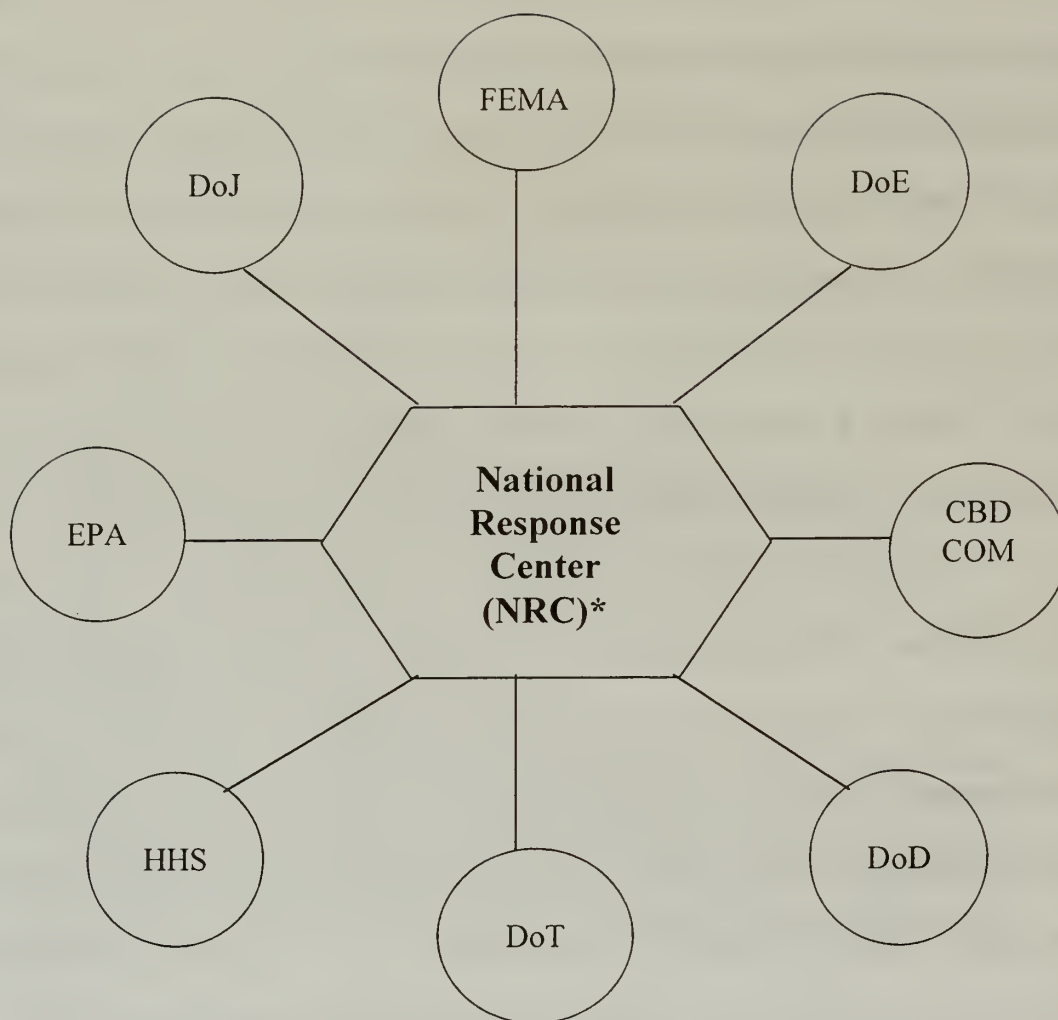 FEMA
DoJ
DoE
National
Response
Center
(NRC)*
EPA
CBD
COM
HHS
DoD
DoT